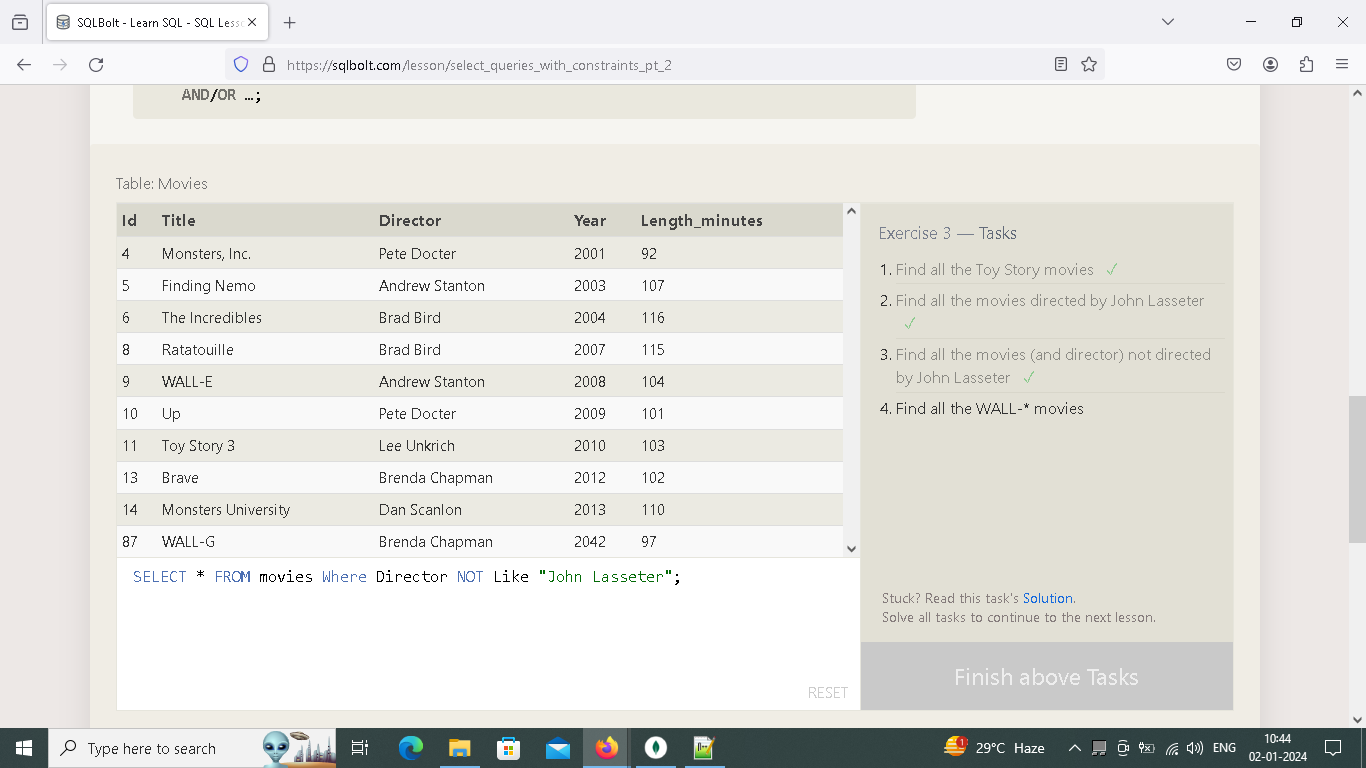 SQLBolt - Learn SQL - SQL Less
https://sqlbolt.com/lesson/select_queries_with_constraints_pt_2
AND/OR …;
Table: Movies
Id Title Director Year Length_minutes
4 Monsters, Inc. Pete Docter 2001 92
5 Finding Nemo Andrew Stanton 2003 107
6 The Incredibles Brad Bird 2004 116
8 Ratatouille Brad Bird 2007 115
9 WALL-E Andrew Stanton 2008 104
10 Up Pete Docter 2009 101
11 Toy Story 3 Lee Unkrich 2010 103
13 Brave Brenda Chapman 2012 102
14 Monsters University Dan Scanlon 2013 110
87 WALL-G Brenda Chapman 2042 97
SELECT * FROM movies Where Director NOT Like "John Lasseter";
RESET
Exercise 3 — Tasks
1. Find all the Toy Story movies ✓
2. Find all the movies directed by John Lasseter
✓
3. Find all the movies (and director) not directed
by John Lasseter ✓
4. Find all the WALL-* movies
Stuck? Read this task's Solution.
Solve all tasks to continue to the next lesson.
Finish above Tasks
Type here to search
1
29°C Haze
ENG
10:44
02-01-2024